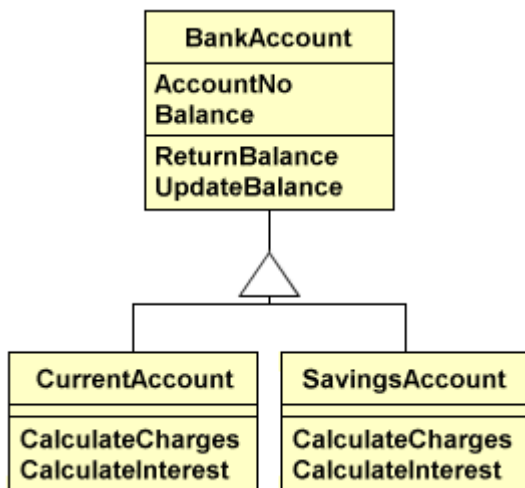 BankAccount
AccountNo
Balance
ReturnBalance
UpdateBalance
CurrentAccount
CalculateCharges
CalculateInterest
SavingsAccount
CalculateCharges
CalculateInterest